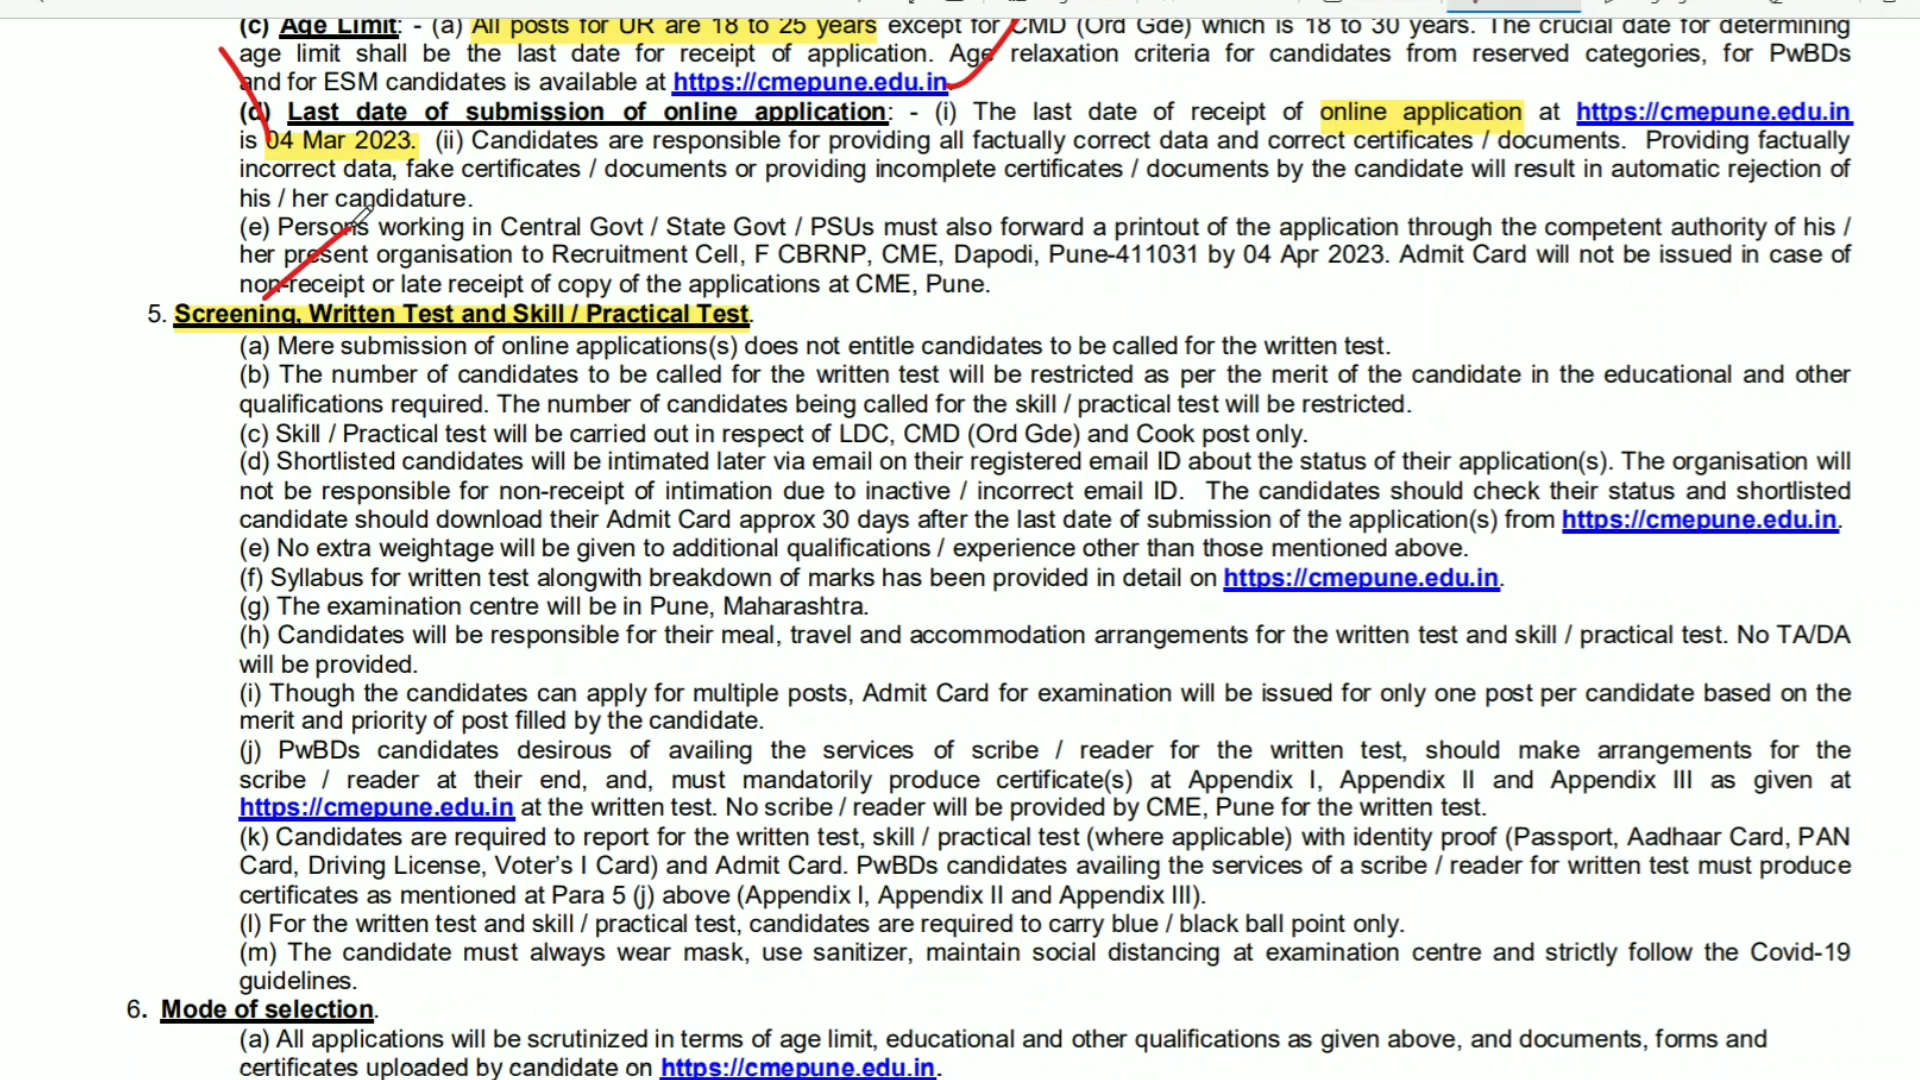 (c) Age Limit: - (a) All posts for UR are 18 to 25 years except for CMD (Ord Gde) which is 18 to 30 years. The crucial date for determining
age limit shall be the last date for receipt of application. Age relaxation criteria for candidates from reserved categories, for PwBDs
and for ESM candidates is available at https://cmepune.edu.in
(d) Last date of submission of online application: - (i) The last date of receipt of online application at https://cmepune.edu.in
is 04 Mar 2023. (ii) Candidates are responsible for providing all factually correct data and correct certificates / documents. Providing factually
incorrect data, fake certificates / documents or providing incomplete certificates / documents by the candidate will result in automatic rejection of
his / her candidature.
(e) Persons working in Central Govt / State Govt / PSUs must also forward a printout of the application through the competent authority of his /
her present organisation to Recruitment Cell, F CBRNP, CME, Dapodi, Pune-411031 by 04 Apr 2023. Admit Card will not be issued in case of
non-receipt or late receipt of copy of the applications at CME, Pune.
5. Screening, Written Test and Skill / Practical Test.
(a) Mere submission of online applications(s) does not entitle candidates to be called for the written test.
(b) The number of candidates to be called for the written test will be restricted as per the merit of the candidate in the educational and other
qualifications required. The number of candidates being called for the skill / practical test will be restricted.
(c) Skill / Practical test will be carried out in respect of LDC, CMD (Ord Gde) and Cook post only.
(d) Shortlisted candidates will be intimated later via email on their registered email ID about the status of their application(s). The organisation will
not be responsible for non-receipt of intimation due to inactive / incorrect email ID. The candidates should check their status and shortlisted
candidate should download their Admit Card approx 30 days after the last date of submission of the application(s) from https://cmepune.edu.in.
(e) No extra weightage will be given to additional qualifications / experience other than those mentioned above.
(f) Syllabus for written test alongwith breakdown of marks has been provided in detail on https://cmepune.edu.in.
(g) The examination centre will be in Pune, Maharashtra.
(h) Candidates will be responsible for their meal, travel and accommodation arrangements for the written test and skill / practical test. No TA/DA
will be provided.
(i) Though the candidates can apply for multiple posts, Admit Card for examination will be issued for only one post per candidate based on the
merit and priority of post filled by the candidate.
(j) PwBDs candidates desirous of availing the services of scribe / reader for the written test, should make arrangements for the
scribe / reader at their end, and, must mandatorily produce certificate(s) at Appendix I, Appendix II and Appendix III as given at
https://cmepune.edu.in at the written test. No scribe / reader will be provided by CME, Pune for the written test.
(k) Candidates are required to report for the written test, skill / practical test (where applicable) with identity proof (Passport, Aadhaar Card, PAN
Card, Driving License, Voter's I Card) and Admit Card. PwBDs candidates availing the services of a scribe / reader for written test must produce
certificates as mentioned at Para 5 (j) above (Appendix I, Appendix II and Appendix III).
(l) For the written test and skill / practical test, candidates are required to carry blue / black ball point only.
(m) The candidate must always wear mask, use sanitizer, maintain social distancing at examination centre and strictly follow the Covid-19
guidelines.
6. Mode of selection.
(a) All applications will be scrutinized in terms of age limit, educational and other qualifications as given above, and documents, forms and
certificates uploaded by candidate on https://cmepune.edu.in.